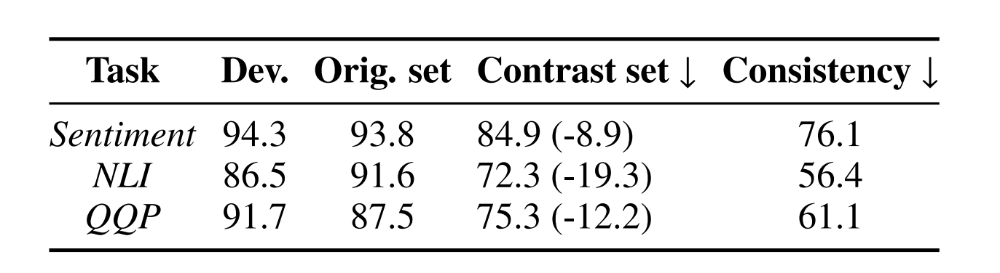 Task Dev. Orig. set Contrast set ↓ Consistency ↓
Sentiment 94.3 93.8 84.9 (-8.9) 76.1
NLI 86.5 91.6 72.3 (-19.3) 56.4
QQP 91.7 87.5 75.3 (-12.2) 61.1